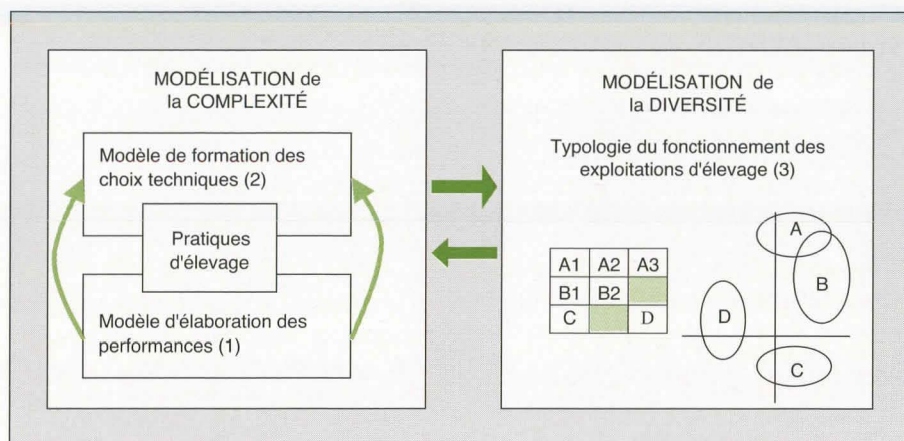 MODÉLISATION de
la COMPLEXITÉ
Modèle de formation des
choix techniques (2)
Pratiques
d'élevage
Modèle d'élaboration des
performances (1)
MODÉLISATION de
la DIVERSITÉ
Typologie du fonctionnement des
exploitations d'élevage (3)
A1 A2 A3
B1 B2
C D
A
B
D
C